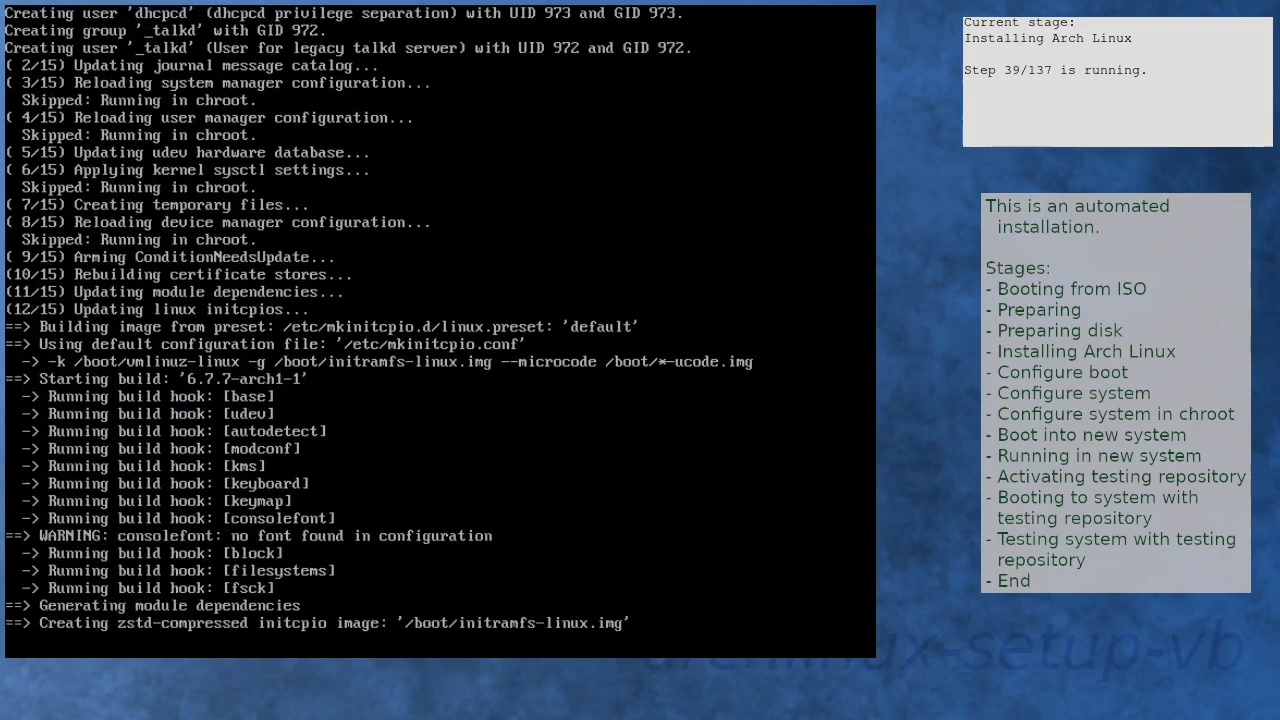 Creating user 'dhcpcd' (dhcpcd privilege separation) with UID 973 and GID 973.
Creating group '_talkd' with GID 972.
Creating user '_talkd' (User for legacy talkd server) with UID 972 and GID 972.
( 2/15) Updating journal message catalog...
( 3/15) Reloading system manager configuration...
  Skipped: Running in chroot.
( 4/15) Reloading user manager configuration...
  Skipped: Running in chroot.
( 5/15) Updating udev hardware database...
( 6/15) Applying kernel sysctl settings...
  Skipped: Running in chroot.
( 7/15) Creating temporary files...
( 8/15) Reloading device manager configuration...
  Skipped: Running in chroot.
( 9/15) Arming ConditionNeedsUpdate...
(10/15) Rebuilding certificate stores...
(11/15) Updating module dependencies...
(12/15) Updating linux initcpios...
==> Building image from preset: /etc/mkinitcpio.d/linux.preset: 'default'
==> Using default configuration file: '/etc/mkinitcpio.conf'
  -> -k /boot/vmlinuz-linux -g /boot/initramfs-linux.img --microcode /boot/*-ucode.img
==> Starting build: '6.7.7-arch1-1'
  -> Running build hook: [base]
  -> Running build hook: [udev]
  -> Running build hook: [autodetect]
  -> Running build hook: [modconf]
  -> Running build hook: [kms]
  -> Running build hook: [keyboard]
  -> Running build hook: [keymap]
  -> Running build hook: [consolefont]
==> WARNING: consolefont: no font found in configuration
  -> Running build hook: [block]
  -> Running build hook: [filesystems]
  -> Running build hook: [fsck]
==> Generating module dependencies
==> Creating zstd-compressed initcpio image: '/boot/initramfs-linux.img'
Current stage:
Installing Arch Linux
Step 39/137 is running.
This is an automated
installation.
Stages:
- Booting from ISO
- Preparing
- Preparing disk
- Installing Arch Linux
- Configure boot
- Configure system
- Configure system in chroot
- Boot into new system
- Running in new system
- Activating testing repository
- Booting to system with
testing repository
- Testing system with testing
repository
- End
archlinux-setup-vb